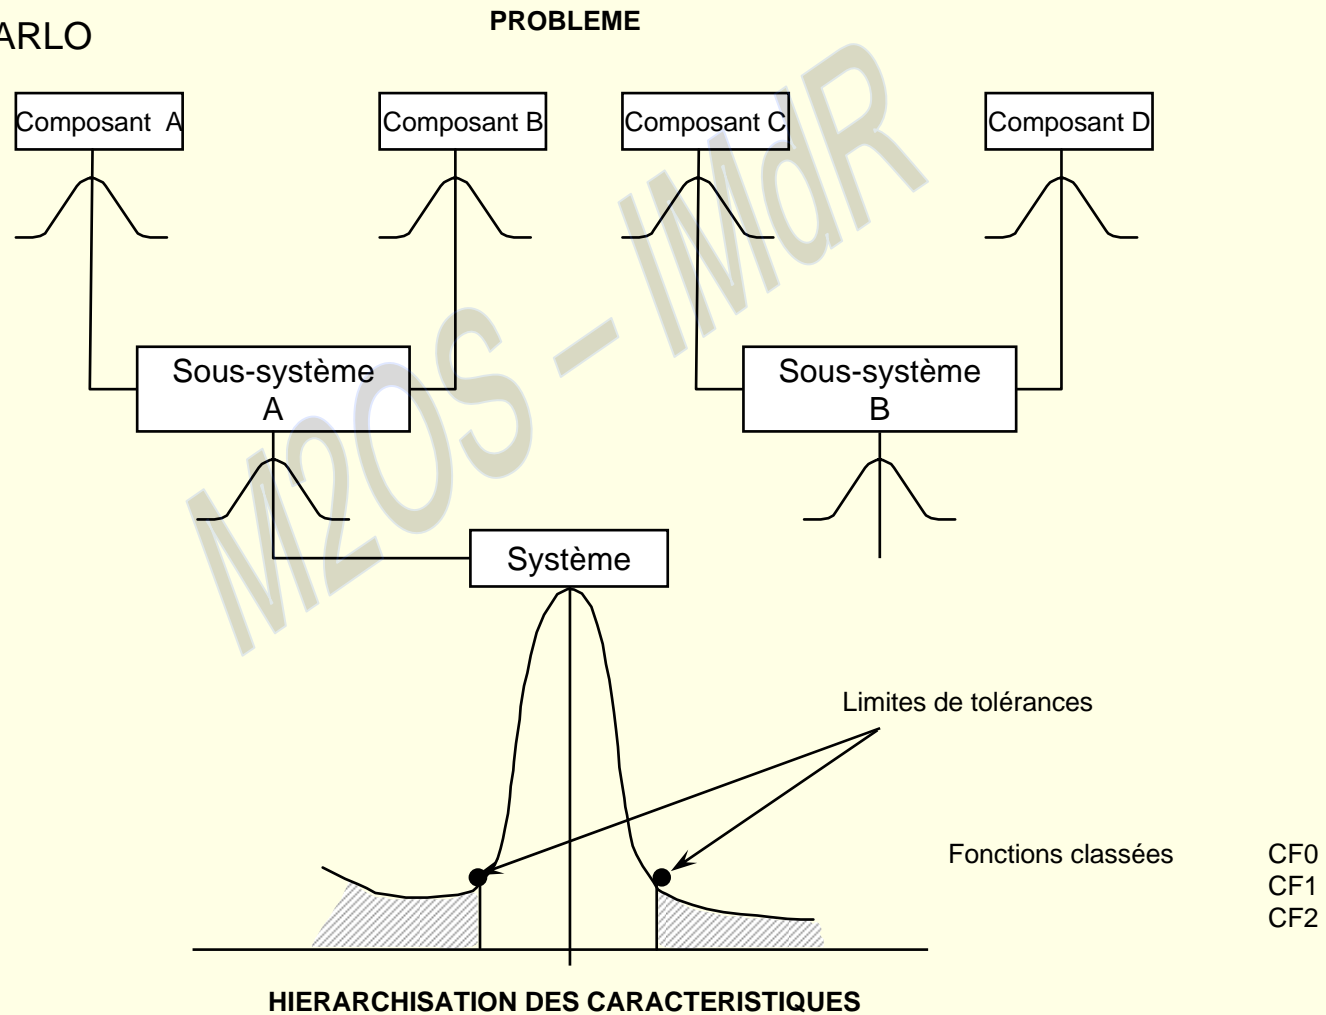 PROBLEME
ARLO
Composant A
Composant B
Composant C
Composant D
Sous-système
A
Sous-système
B
Système
Limites de tolérances
Fonctions classées
CF0
CF1
CF2
HIERARCHISATION DES CARACTERISTIQUES
M2OS – IMdR